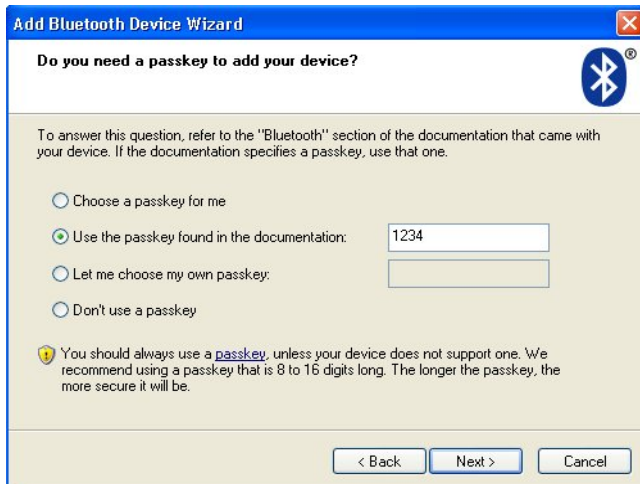 Add Bluetooth Device Wizard
Do you need a passkey to add your device?
®
To answer this question, refer to the "Bluetooth" section of the documentation that came with
your device. If the documentation specifies a passkey, use that one.
Choose a passkey for me
Use the passkey found in the documentation: 1234
Let me choose my own passkey:
Don't use a passkey
You should always use a passkey, unless your device does not support one. We
recommend using a passkey that is 8 to 16 digits long. The longer the passkey, the
more secure it will be.
< Back Next > Cancel